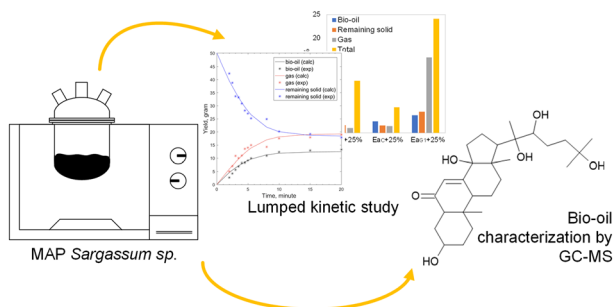 25
20
Bio-oil
Remaining solid
Gas
Total
+25%
Ea_C+25%
Ea_G1+25%
50
45
40
35
30
25
20
15
10
5
0
bio-oil (calc)
bio-oil (exp)
gas (calc)
gas (exp)
remaining solid (calc)
remaining solid (exp)
Yield, gram
0 5 10 15 20
Time, minute
Lumped kinetic study
MAP Sargassum sp.
OH
HO
OH
OH
OH
O
HO
Bio-oil
characterization by
GC-MS